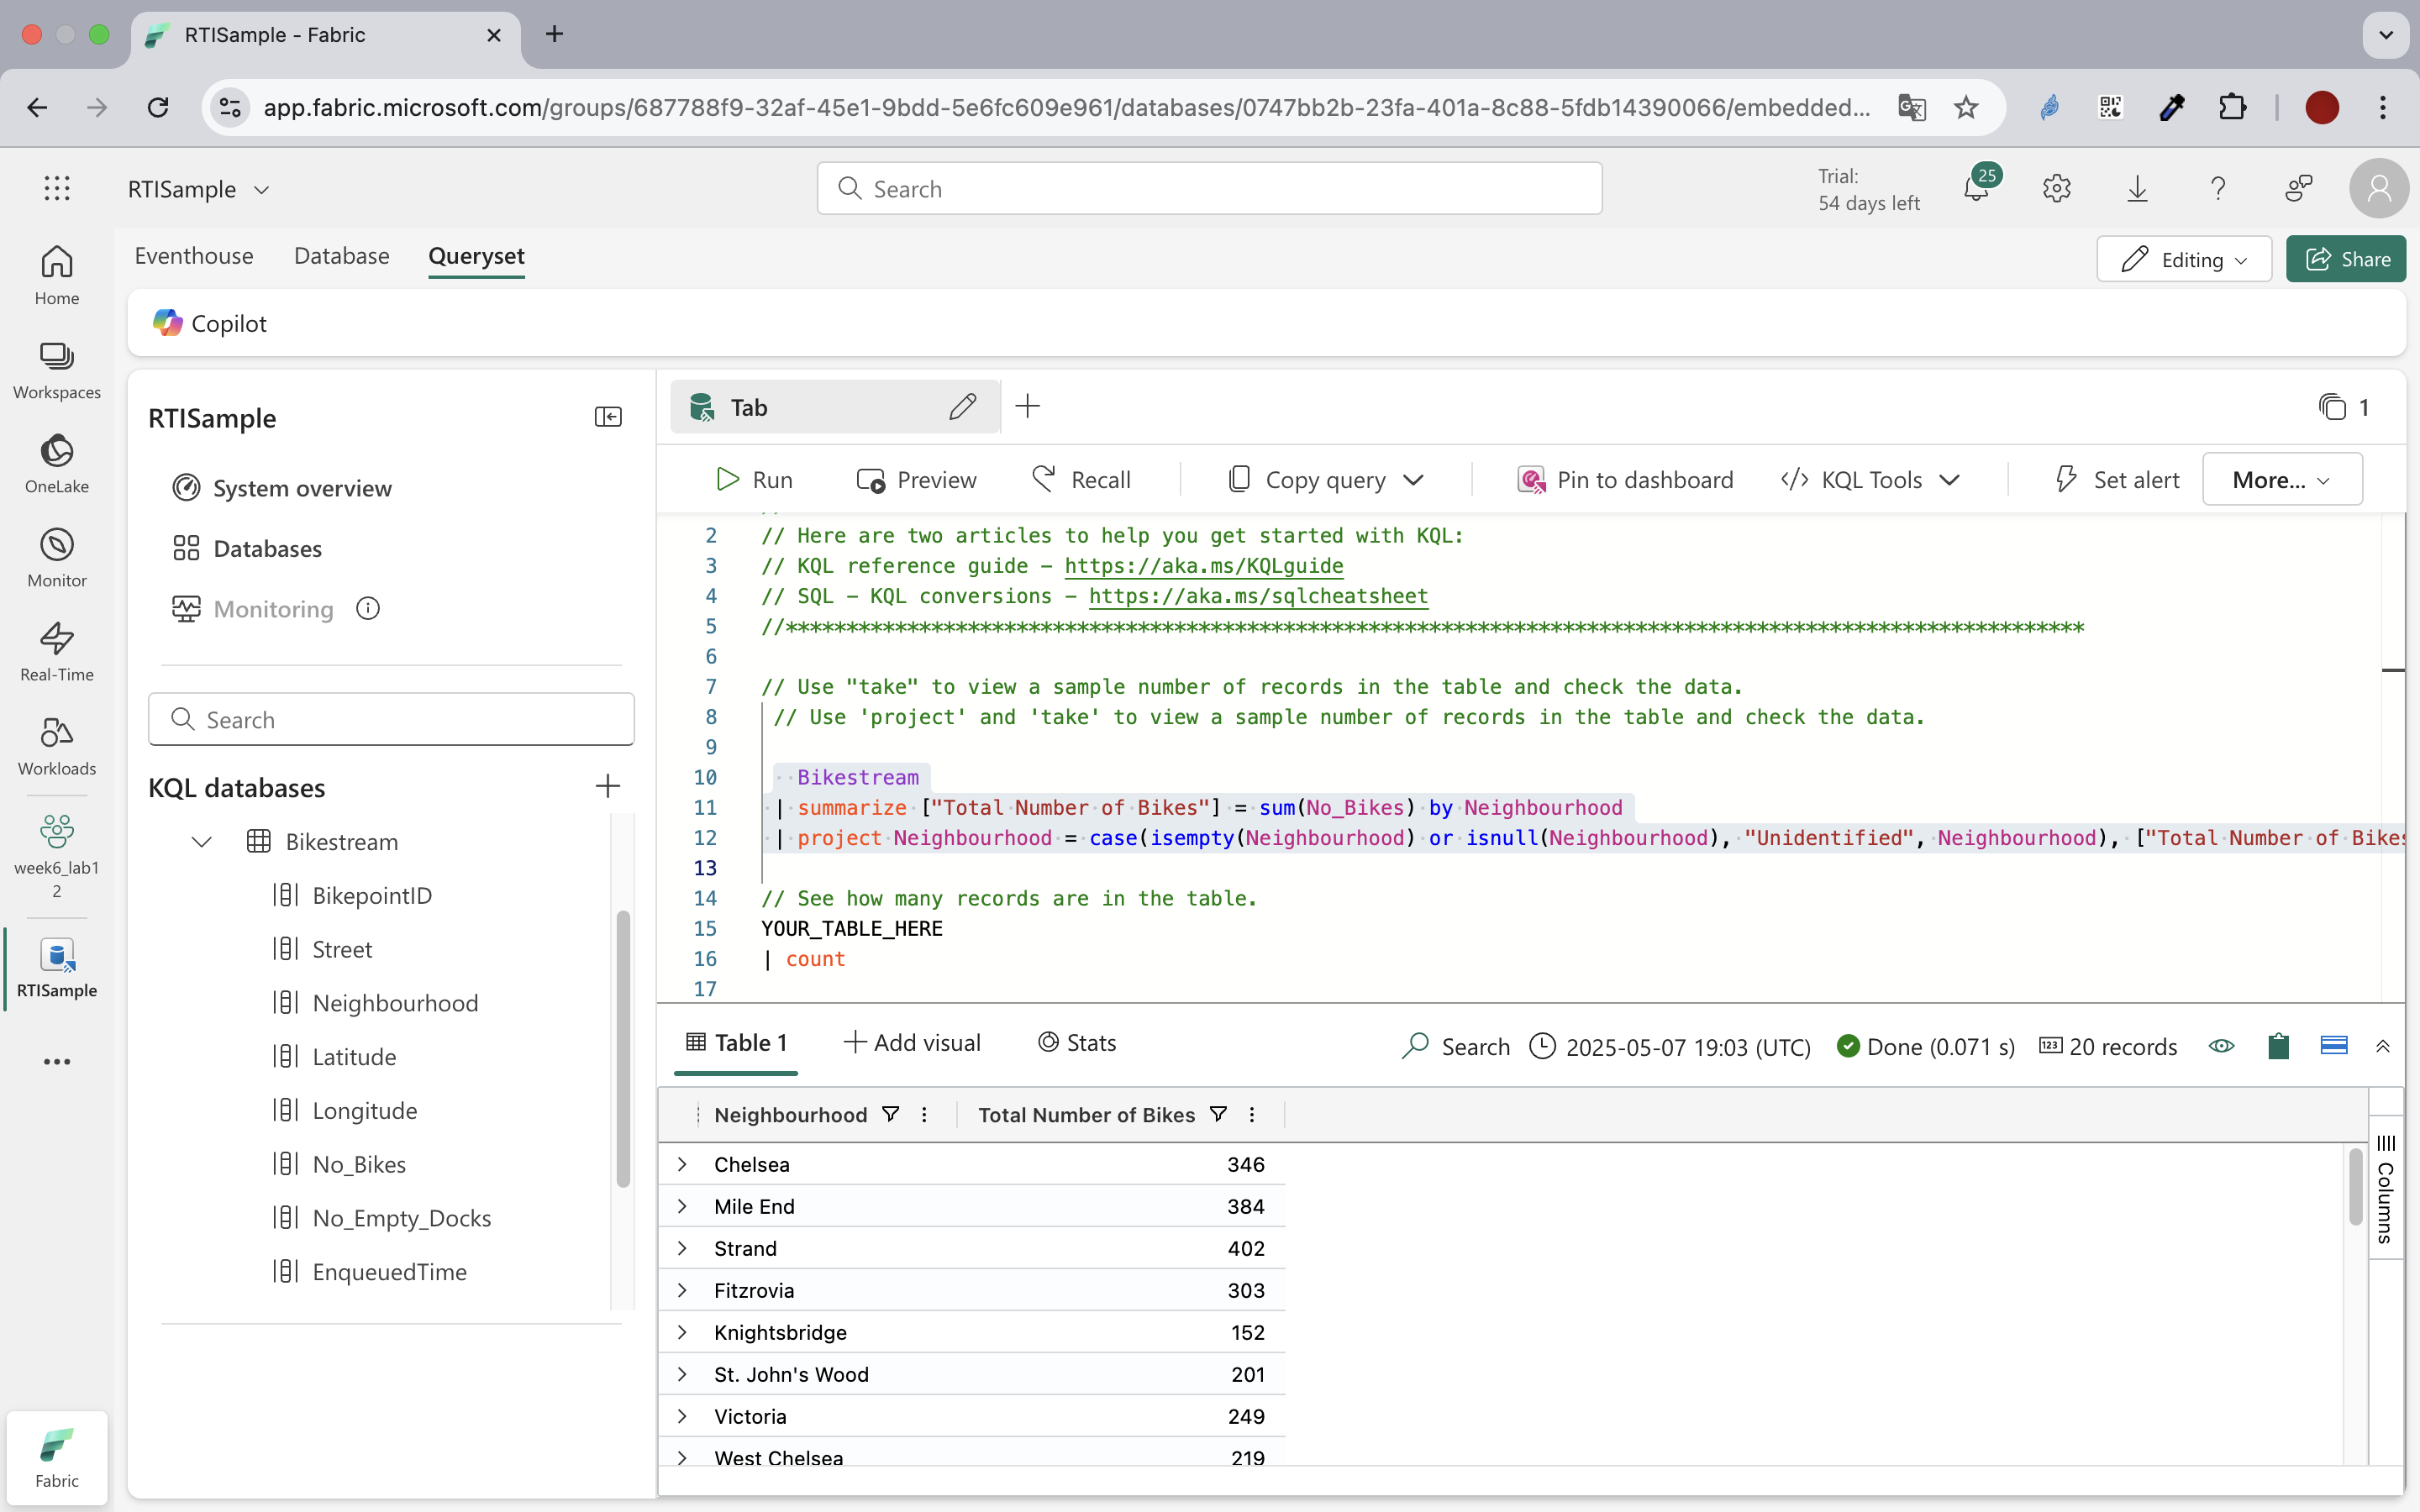 RTISample - Fabric
app.fabric.microsoft.com/groups/687788f9-32af-45e1-9bdd-5e6fc609e961/databases/0747bb2b-23fa-401a-8c88-5fdb14390066/embedded...
RTISample
Search
Trial:
54 days left
25
Home
Workspaces
OneLake
Monitor
Real-Time
Workloads
week6_lab1
2
RTISample
Fabric
Eventhouse
Database
Queryset
Editing
Share
Copilot
RTISample
System overview
Databases
Monitoring
Search
KQL databases
Bikestream
BikepointID
Street
Neighbourhood
Latitude
Longitude
No_Bikes
No_Empty_Docks
EnqueuedTime
Tab
1
Run
Preview
Recall
Copy query
Pin to dashboard
</> KQL Tools
Set alert
More...
2 // Here are two articles to help you get started with KQL:
3 // KQL reference guide - https://aka.ms/KQLguide
4 // SQL - KQL conversions - https://aka.ms/sqlcheatsheet
5 //***********************************************************************************************************
6
7 // Use "take" to view a sample number of records in the table and check the data.
8 // Use 'project' and 'take' to view a sample number of records in the table and check the data.
9
10 Bikestream
11 | summarize ["Total Number of Bikes"] = sum(No_Bikes) by Neighbourhood
12 | project Neighbourhood = case(isempty(Neighbourhood) or isnull(Neighbourhood), "Unidentified", Neighbourhood), ["Total Number of Bikes
13
14 // See how many records are in the table.
15 YOUR_TABLE_HERE
16 | count
17
Table 1
Add visual
Stats
Search
2025-05-07 19:03 (UTC)
Done (0.071 s)
123 20 records
Neighbourhood Total Number of Bikes
Chelsea 346
Mile End 384
Strand 402
Fitzrovia 303
Knightsbridge 152
St. John's Wood 201
Victoria 249
West Chelsea 219
Columns